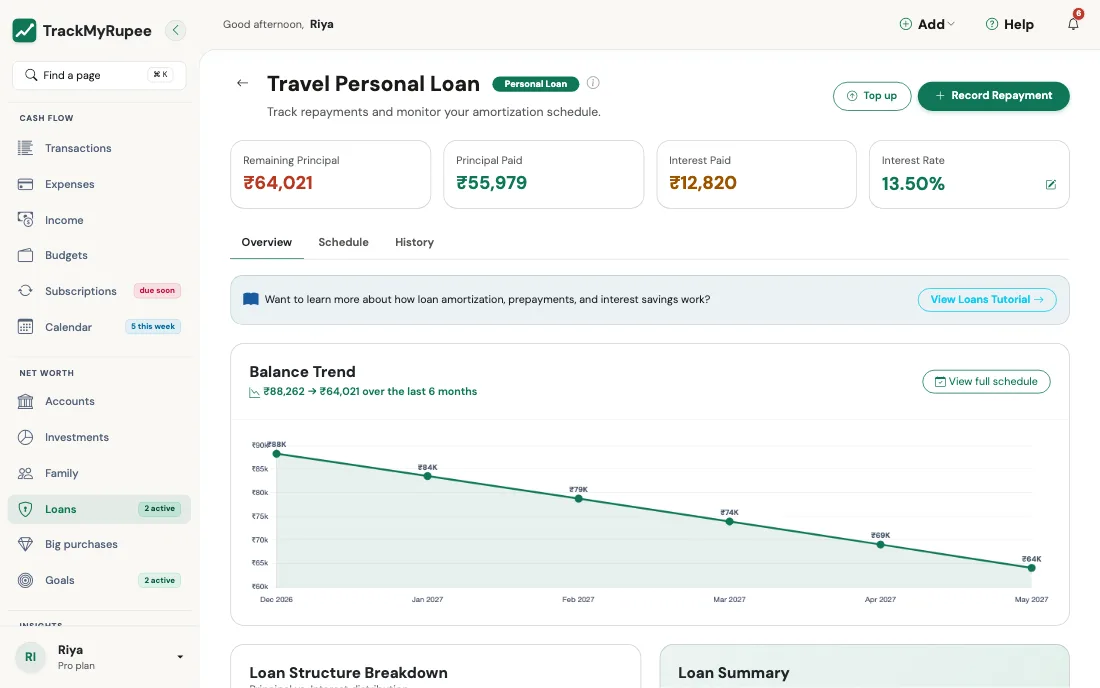 TrackMyRupee
Good afternoon, Riya
Add
Help
6
Find a page
⌘ K
CASH FLOW
Transactions
Expenses
Income
Budgets
Subscriptions
due soon
Calendar
5 this week
NET WORTH
Accounts
Investments
Family
Loans
2 active
Big purchases
Goals
2 active
INSIGHTS
RI
Riya
Pro plan
Travel Personal Loan
Personal Loan
Track repayments and monitor your amortization schedule.
Top up
+ Record Repayment
Remaining Principal
₹64,021
Principal Paid
₹55,979
Interest Paid
₹12,820
Interest Rate
13.50%
Overview
Schedule
History
Want to learn more about how loan amortization, prepayments, and interest savings work?
View Loans Tutorial →
Balance Trend
₹88,262 → ₹64,021 over the last 6 months
View full schedule
₹90k
₹85k
₹80k
₹75k
₹70k
₹65k
₹60k
₹88K
₹84K
₹79K
₹74K
₹69K
₹64K
Dec 2026
Jan 2027
Feb 2027
Mar 2027
Apr 2027
May 2027
Loan Structure Breakdown
Principal vs. Interest distribution
Loan Summary